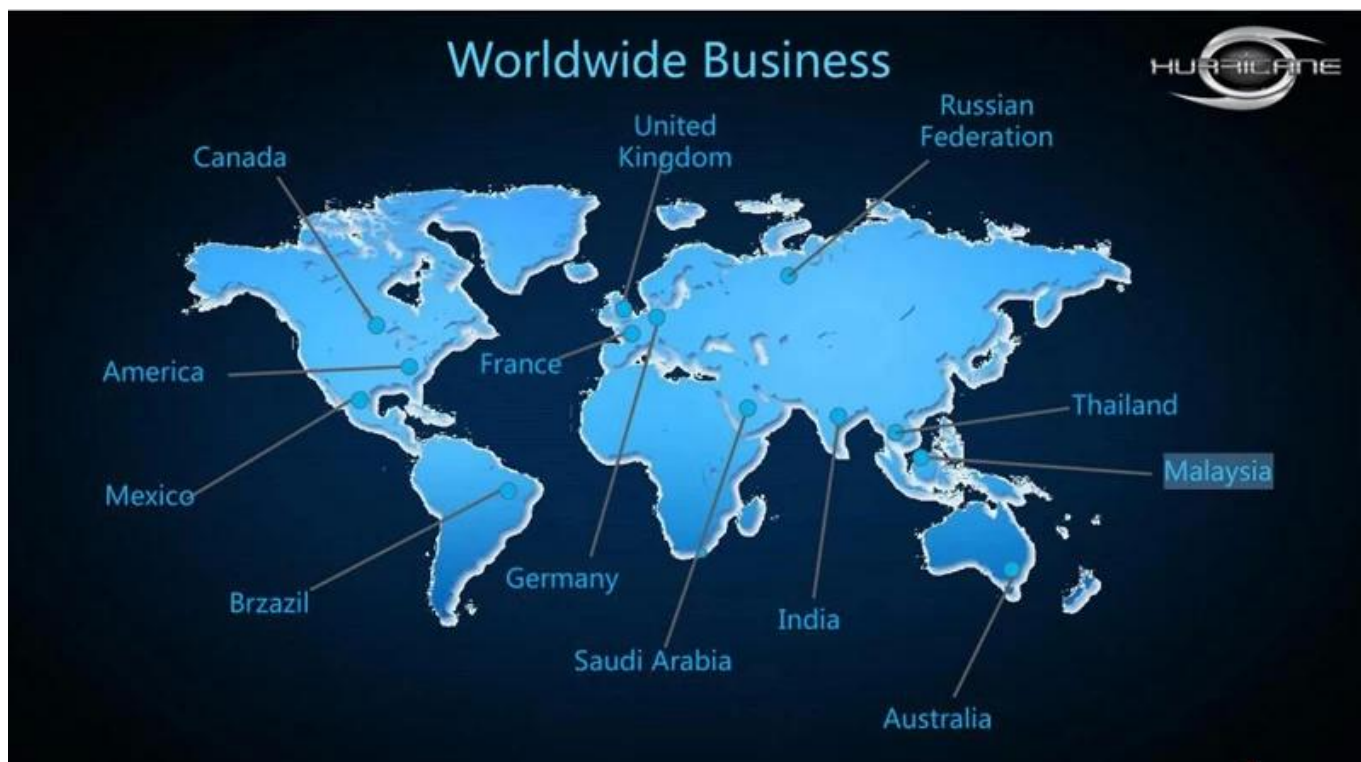 Worldwide Business
HURRICANE
Russian
Federation
United
Kingdom
Canada
America
France
Thailand
Malaysia
Mexico
Germany
Brzazil
India
Saudi Arabia
Australia